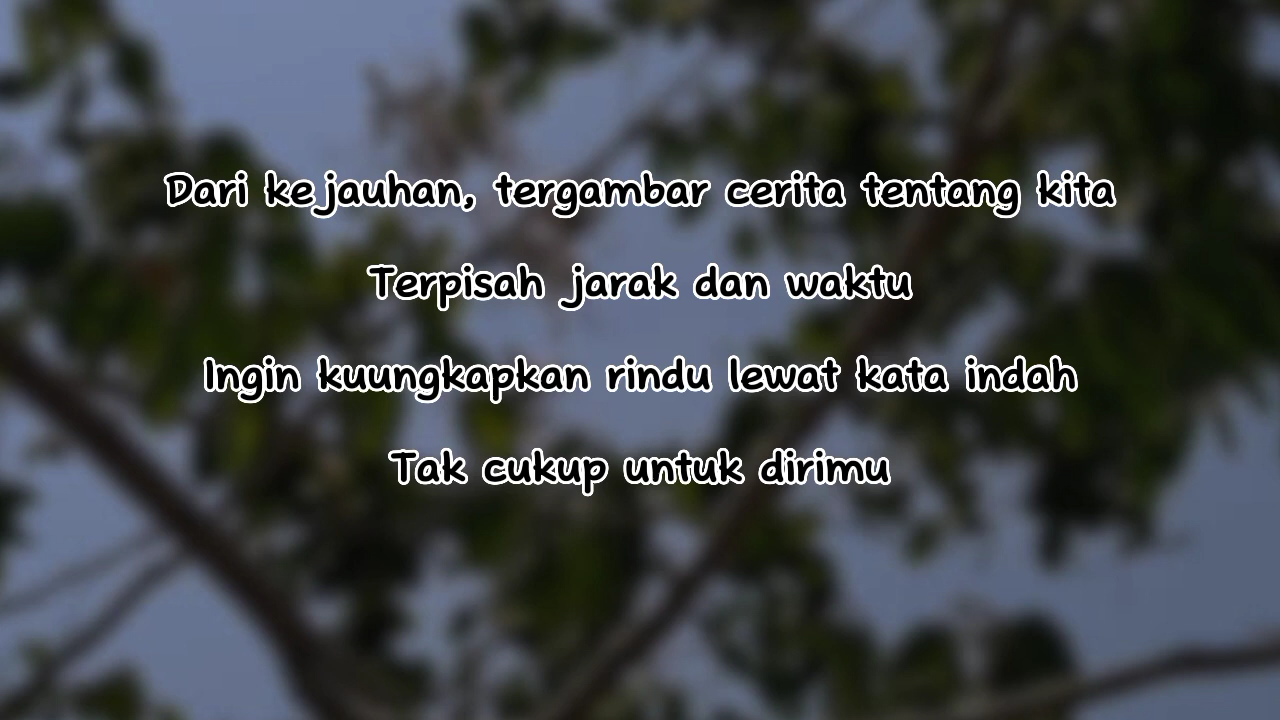 Dari kejauhan, tergambar cerita tentang kita
Terpisah jarak dan waktu
Ingin kuungkapkan rindu lewat kata indah
Tak cukup untuk dirimu